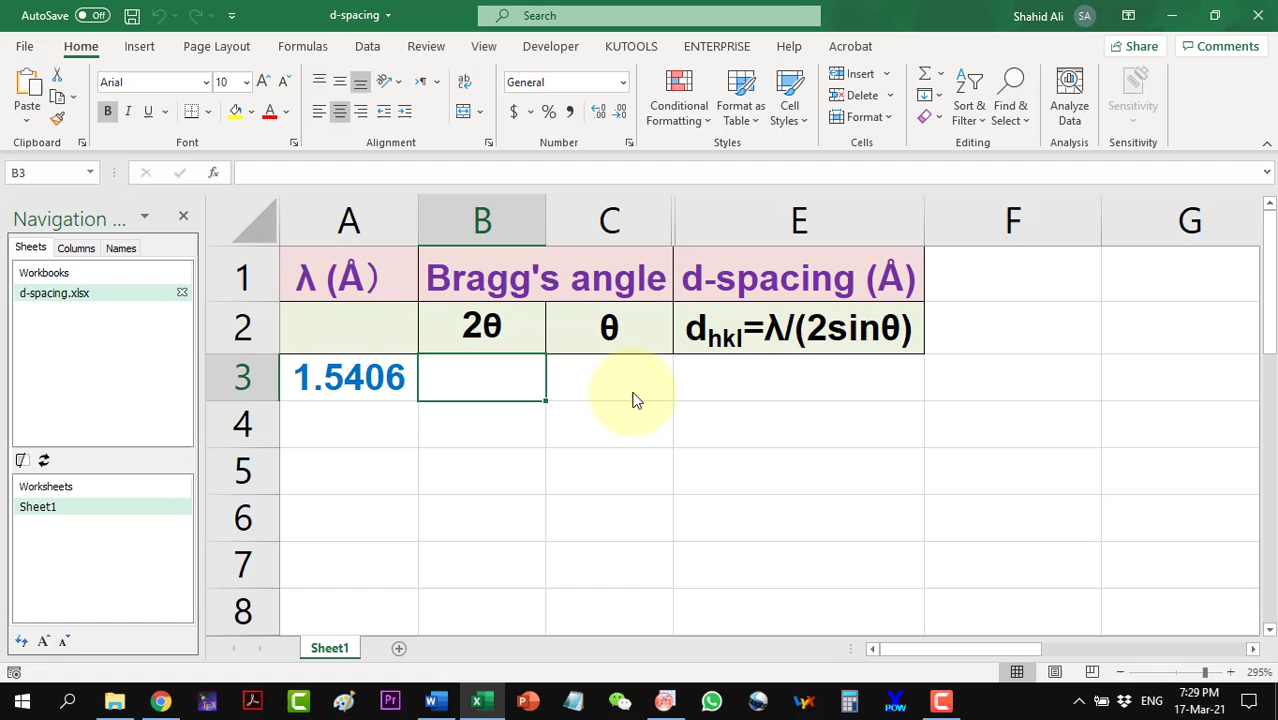 AutoSave Off
d-spacing
Search
Shahid Ali
SA
File Home Insert Page Layout Formulas Data Review View Developer KUTOOLS ENTERPRISE Help Acrobat Share Comments
Paste
Arial 10
B U A
General
$ % ,
Conditional Formatting
Format as Table
Cell Styles
Insert
Delete
Format
Sort & Filter
Find & Select
Analyze Data
Sensitivity
Clipboard Font Alignment Number Styles Cells Editing Analysis Sensitivity
B3 fx
Navigation ...
Sheets Columns Names
Workbooks
d-spacing.xlsx
Worksheets
Sheet1
A B C E F G
1 λ (Å) Bragg's angle d-spacing (Å)
2 2θ θ dhkl=λ/(2sinθ)
3 1.5406
4
5
6
7
8
Sheet1
295%
ENG
7:29 PM
17-Mar-21